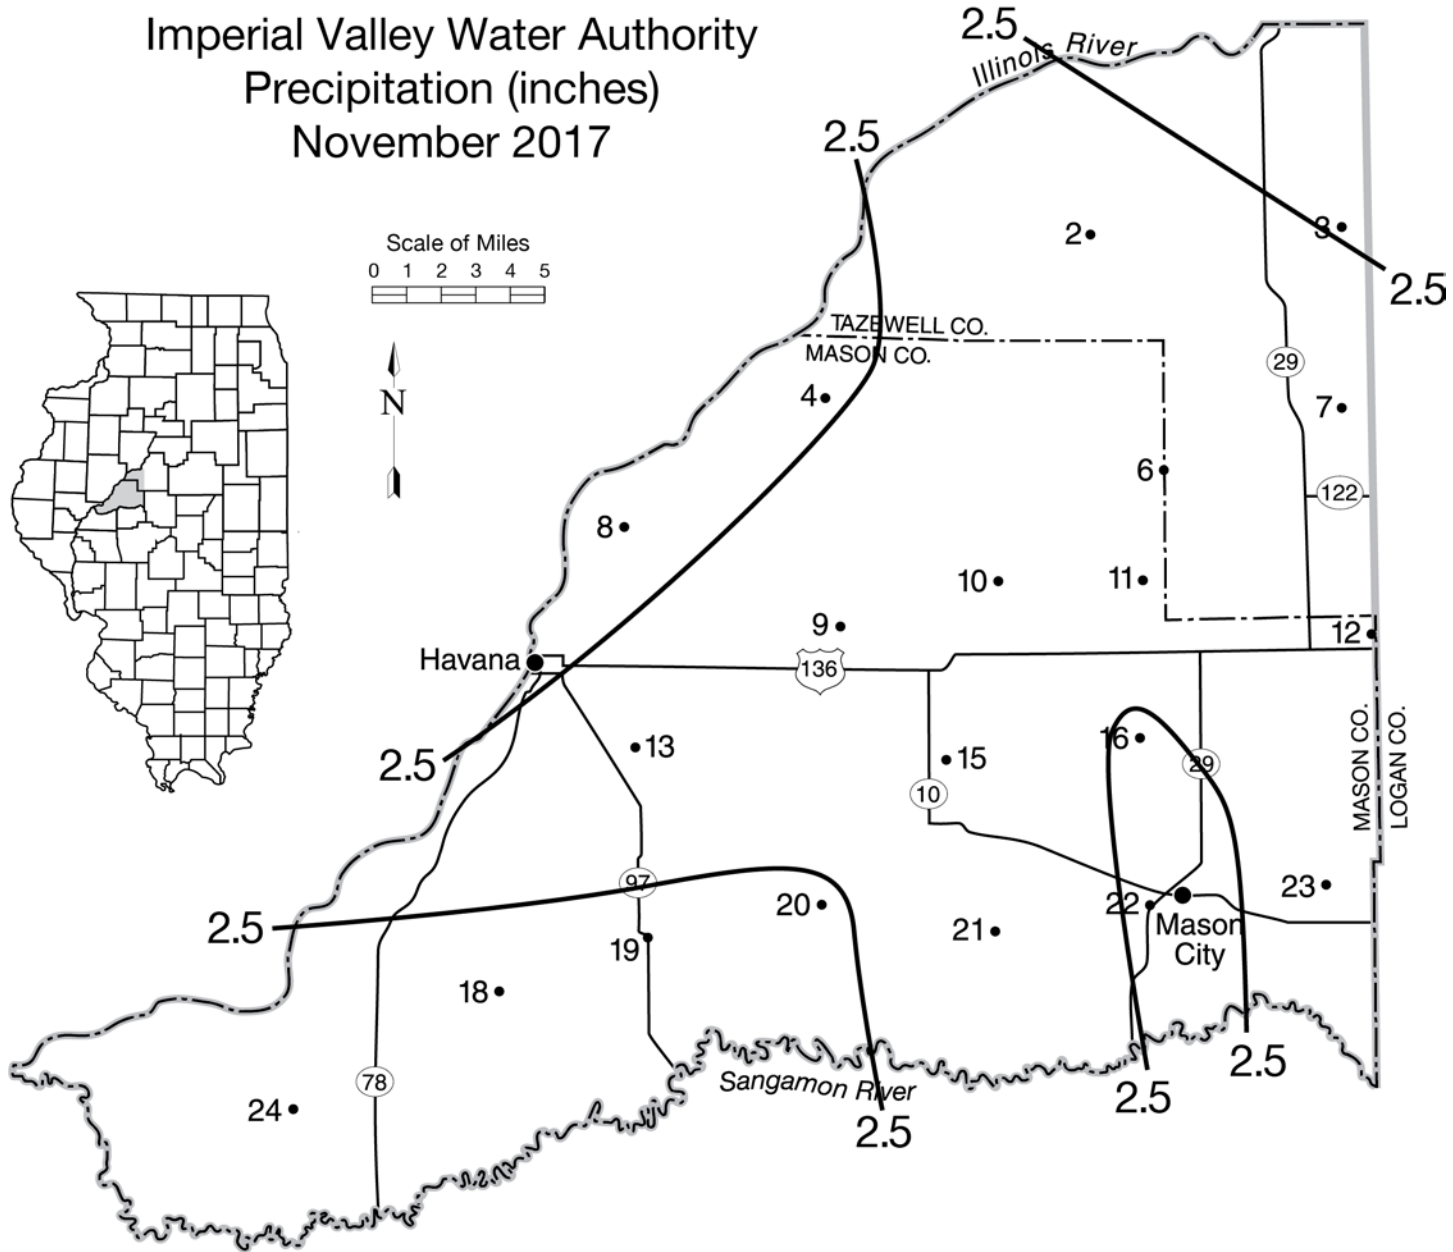 Imperial Valley Water Authority
Precipitation (inches)
November 2017
2.5
Illinois River
2.5
Scale of Miles
0 1 2 3 4 5
2
3
2.5
TAZEWELL CO.
MASON CO.
29
N
4
7
6
122
8
10
11
9
12
Havana
136
2.5
13
16
15
29
10
MASON CO.
LOGAN CO.
97
20
22
23
2.5
19
21
Mason
City
18
2.5
78
Sangamon River
2.5
24
2.5